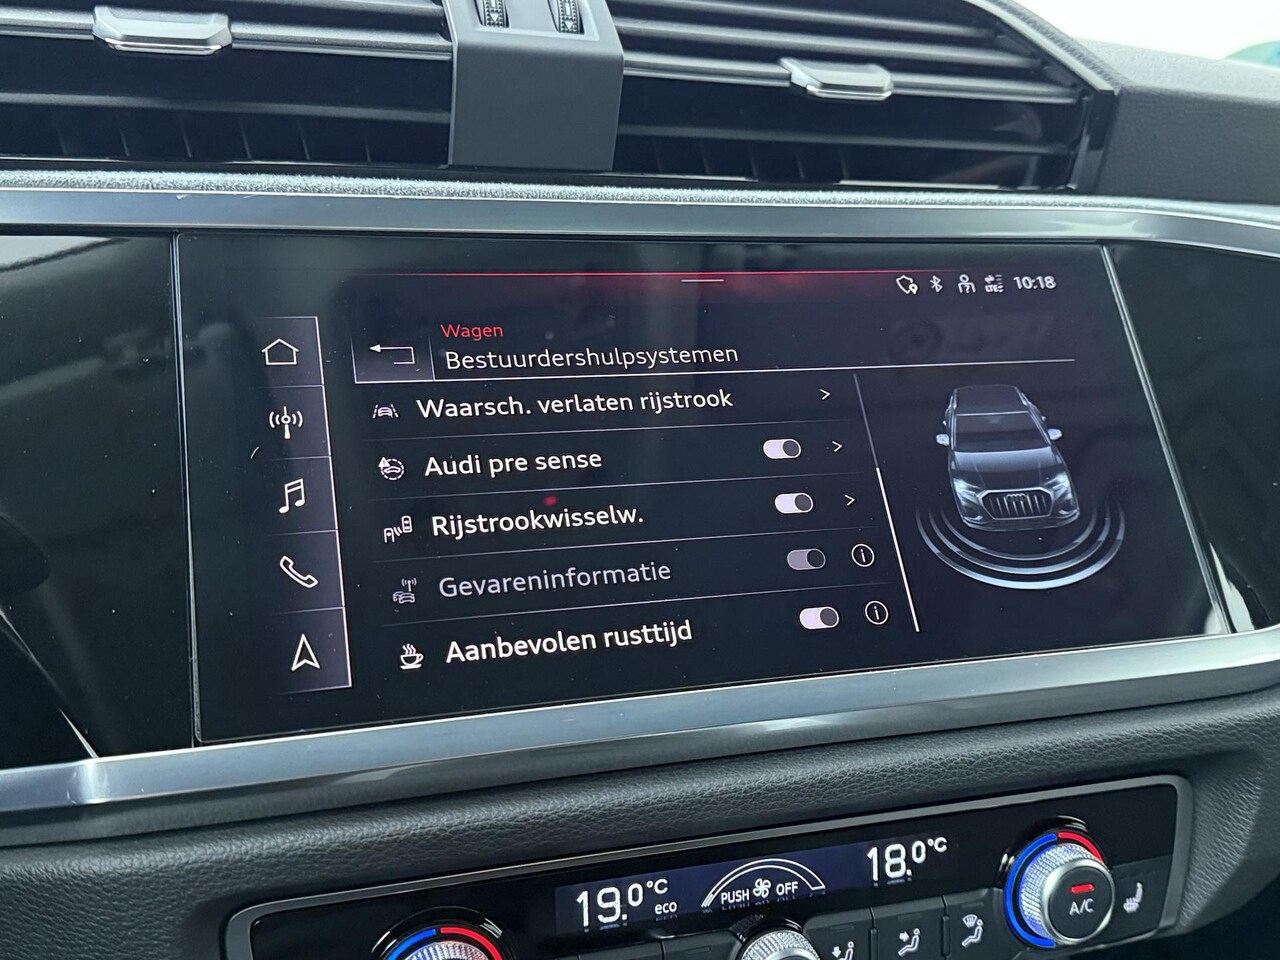 10:18
Wagen
Bestuurdershulpsystemen
Waarsch. verlaten rijstrook
Audi pre sense
Rijstrookwisselw.
Gevareninformatie
Aanbevolen rusttijd
19.0°C
eco
PUSH OFF
18.0°C
A/C